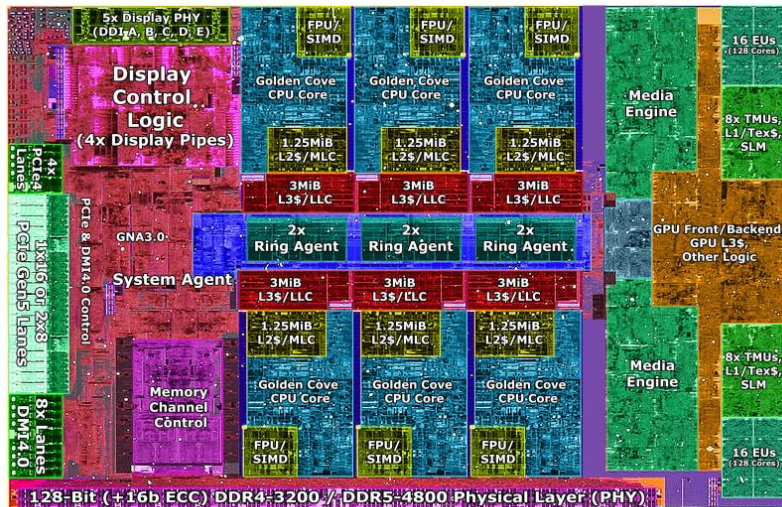 5x Display PHY
(DDI A, B, C, D, E)
Display
Control
Logic
(4x Display Pipes)
4x
PCIe4
Lanes
1x16 or 2x8
PCIe Gen5 Lanes
PCIe & DMI4.0 Control
8x Lanes
DMI4.0
GNA3.0
System Agent
Memory
Channel
Control
FPU/
SIMD
Golden Cove
CPU Core
1.25MiB
L2$/MLC
3MiB
L3$/LLC
FPU/
SIMD
Golden Cove
CPU Core
1.25MiB
L2$/MLC
3MiB
L3$/LLC
FPU/
SIMD
Golden Cove
CPU Core
1.25MiB
L2$/MLC
3MiB
L3$/LLC
2x
Ring Agent
2x
Ring Agent
2x
Ring Agent
3MiB
L3$/LLC
1.25MiB
L2$/MLC
Golden Cove
CPU Core
FPU/
SIMD
3MiB
L3$/LLC
1.25MiB
L2$/MLC
Golden Cove
CPU Core
FPU/
SIMD
3MiB
L3$/LLC
1.25MiB
L2$/MLC
Golden Cove
CPU Core
FPU/
SIMD
Media
Engine
16 EUs
(128 Cores)
8x TMUs,
L1/Tex$,
SLM
GPU Front/Backend
GPU L3$,
Other Logic
Media
Engine
8x TMUs,
L1/Tex$,
SLM
16 EUs
(128 Cores)
128-Bit (+16b ECC) DDR4-3200 / DDR5-4800 Physical Layer (PHY)